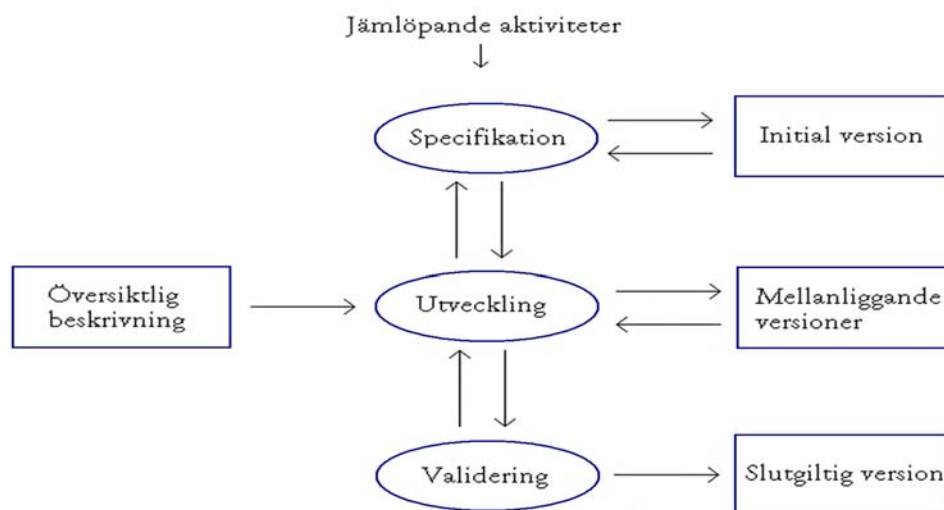 Jämlöpande aktiviteter
Specifikation
Initial version
Översiktlig
beskrivning
Utveckling
Mellanliggande
versioner
Validering
Slutgiltig version